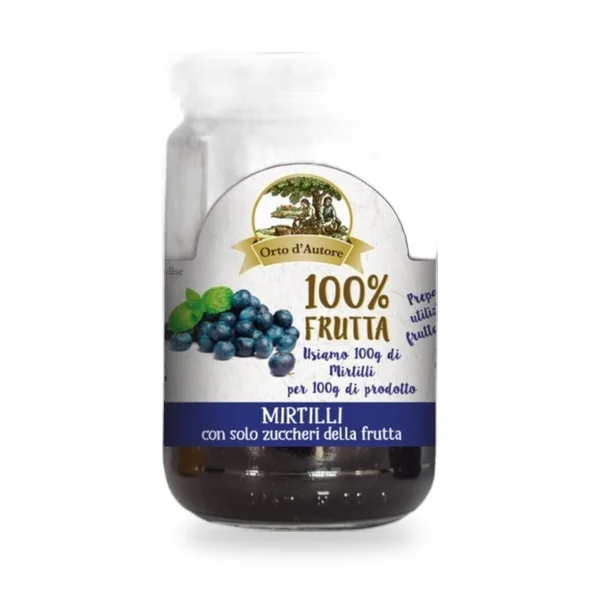 Orto d'Autore
100%
FRUTTA
Usiamo 100g di
Mirtilli
per 100g di prodotto
MIRTILLI
con solo zuccheri della frutta